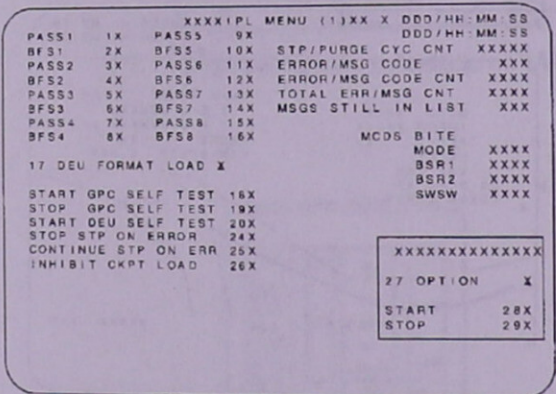 XXXX IPL MENU (1)XX X DDD/HH:MM:SS
DDD/HH:MM:SS
PASS1 1X PASS5 9X
BFS1 2X BFS5 10X STP/PURGE CYC CNT XXXXX
PASS2 3X PASS6 11X ERROR/MSG CODE XXX
BFS2 4X BFS6 12X ERROR/MSG CODE CNT XXXX
PASS3 5X PASS7 13X TOTAL ERR/MSG CNT XXXX
BFS3 6X BFS7 14X MSGS STILL IN LIST XXX
PASS4 7X PASS8 15X
BFS4 8X BFS8 16X MCDS BITE
MODE XXXX
17 DEU FORMAT LOAD X BSR1 XXXX
BSR2 XXXX
START GPC SELF TEST 18X SWSW XXXX
STOP GPC SELF TEST 19X
START DEU SELF TEST 20X
STOP STP ON ERROR 24X
CONTINUE STP ON ERR 25X XXXXXXXXXXXXX
INHIBIT CKPT LOAD 26X
27 OPTION X
START 28X
STOP 29X